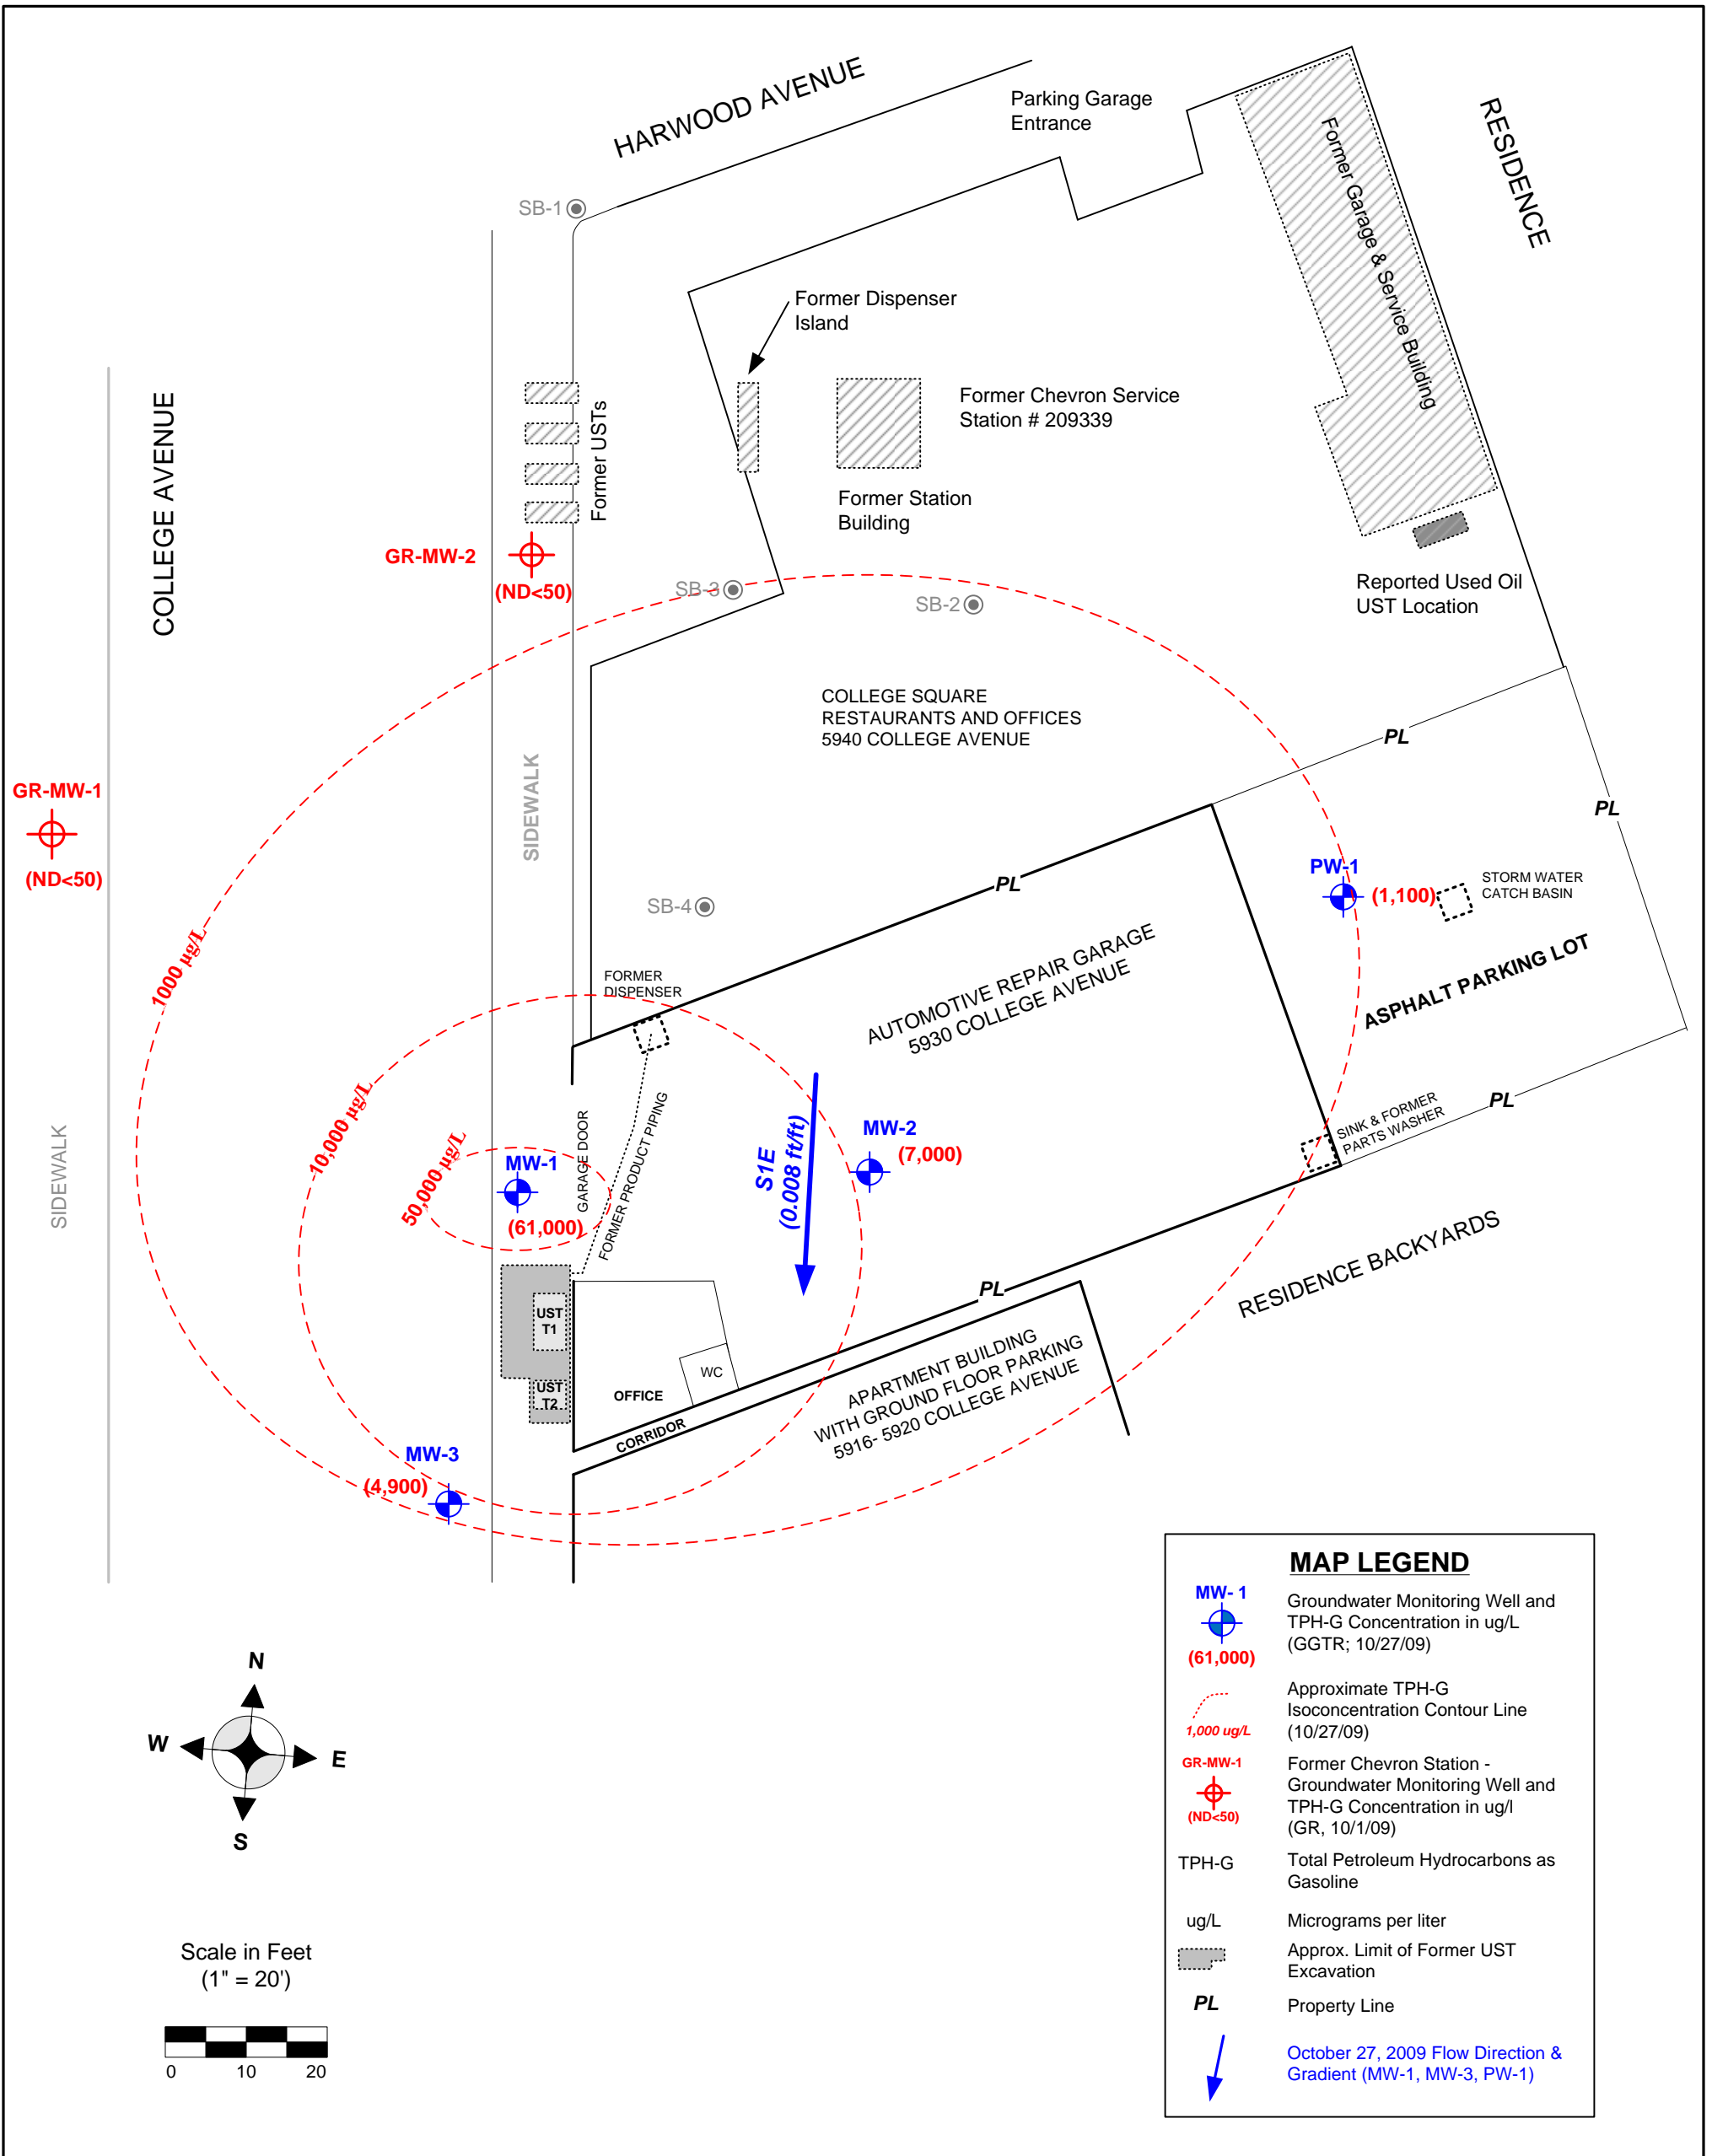 HARWOOD AVENUE
Parking Garage
Entrance
RESIDENCE
Former Garage & Service Building
SB-1
Former Dispenser
Island
COLLEGE AVENUE
Former USTs
Former Chevron Service
Station # 209339
Former Station
Building
GR-MW-2
(ND<50)
SB-3
SB-2
Reported Used Oil
UST Location
COLLEGE SQUARE
RESTAURANTS AND OFFICES
5940 COLLEGE AVENUE
PL
PL
SIDEWALK
GR-MW-1
(ND<50)
PW-1
(1,100)
STORM WATER
CATCH BASIN
PL
SB-4
1000 µg/L
FORMER
DISPENSER
AUTOMOTIVE REPAIR GARAGE
5930 COLLEGE AVENUE
ASPHALT PARKING LOT
10,000 µg/L
GARAGE DOOR
FORMER PRODUCT PIPING
S1E
(0.008 ft/ft)
MW-2
(7,000)
SINK & FORMER
PARTS WASHER
PL
SIDEWALK
50,000 µg/L
MW-1
(61,000)
RESIDENCE BACKYARDS
PL
UST
T1
UST
T2
OFFICE
WC
CORRIDOR
APARTMENT BUILDING
WITH GROUND FLOOR PARKING
5916- 5920 COLLEGE AVENUE
MW-3
(4,900)
MAP LEGEND
MW- 1
(61,000)
Groundwater Monitoring Well and
TPH-G Concentration in ug/L
(GGTR; 10/27/09)
1,000 ug/L
Approximate TPH-G
Isoconcentration Contour Line
(10/27/09)
GR-MW-1
(ND<50)
Former Chevron Station -
Groundwater Monitoring Well and
TPH-G Concentration in ug/l
(GR, 10/1/09)
TPH-G
Total Petroleum Hydrocarbons as
Gasoline
ug/L
Micrograms per liter
Approx. Limit of Former UST
Excavation
PL
Property Line
October 27, 2009 Flow Direction &
Gradient (MW-1, MW-3, PW-1)
N
W
E
S
Scale in Feet
(1" = 20')
0 10 20